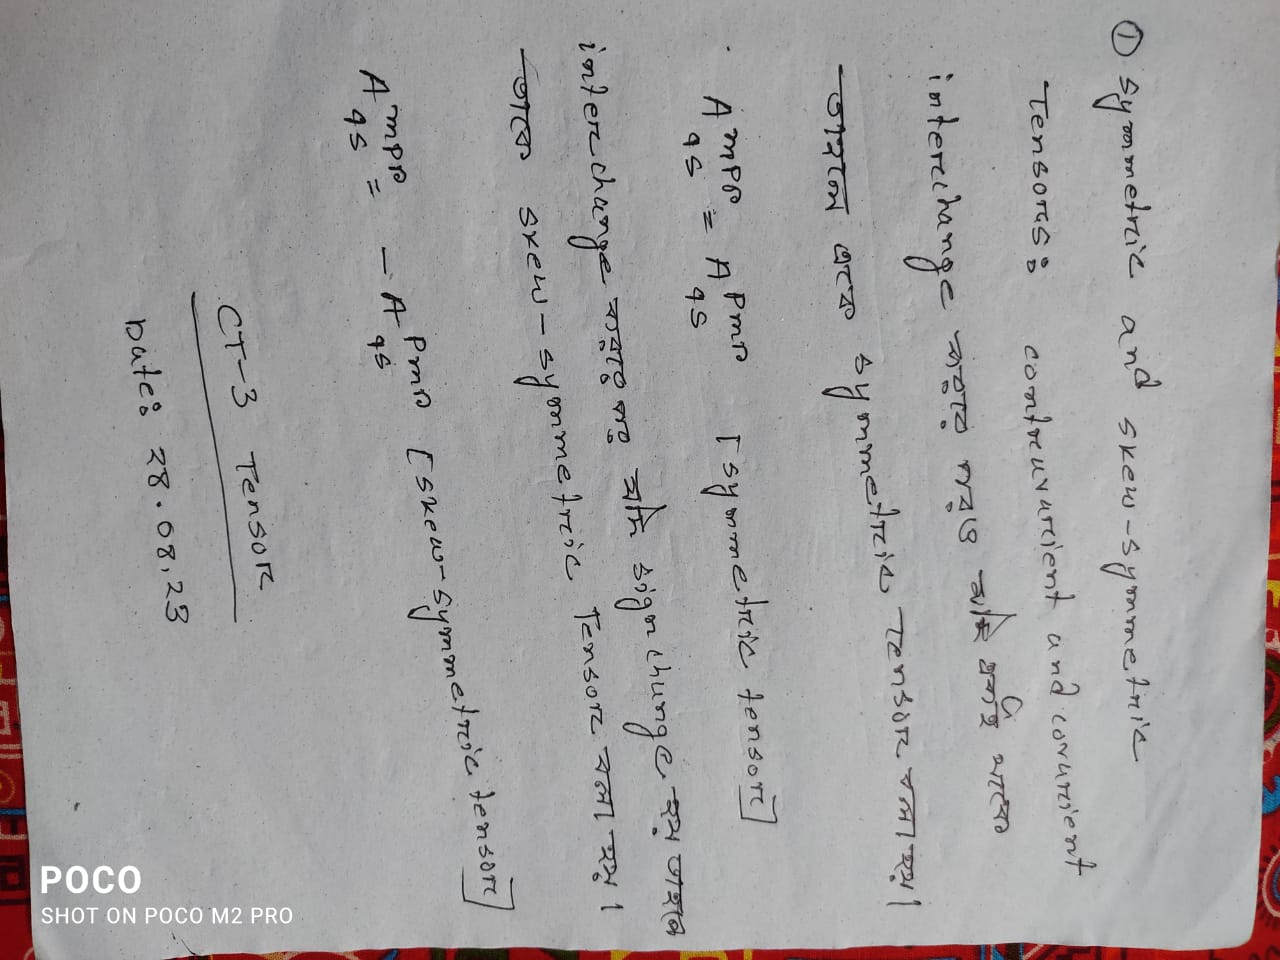 ① Symmetric and skew-symmetric
Tensors: contravarient and covarient
interchange করার পরও যদি একই থাকে
তাহলে একে symmetric Tensor বলা হয়।
A^{mpr}_{qs} = A^{pmr}_{qs} [symmetric tensor]
interchange করার পর যদি sign change হয় তাহলে
তাকে skew-symmetric Tensor বলা হয়।
A^{mpr}_{qs} = - A^{pmr}_{qs} [skew-symmetric tensor]
CT-3 Tensor
Date: 28.08.23
POCO
SHOT ON POCO M2 PRO